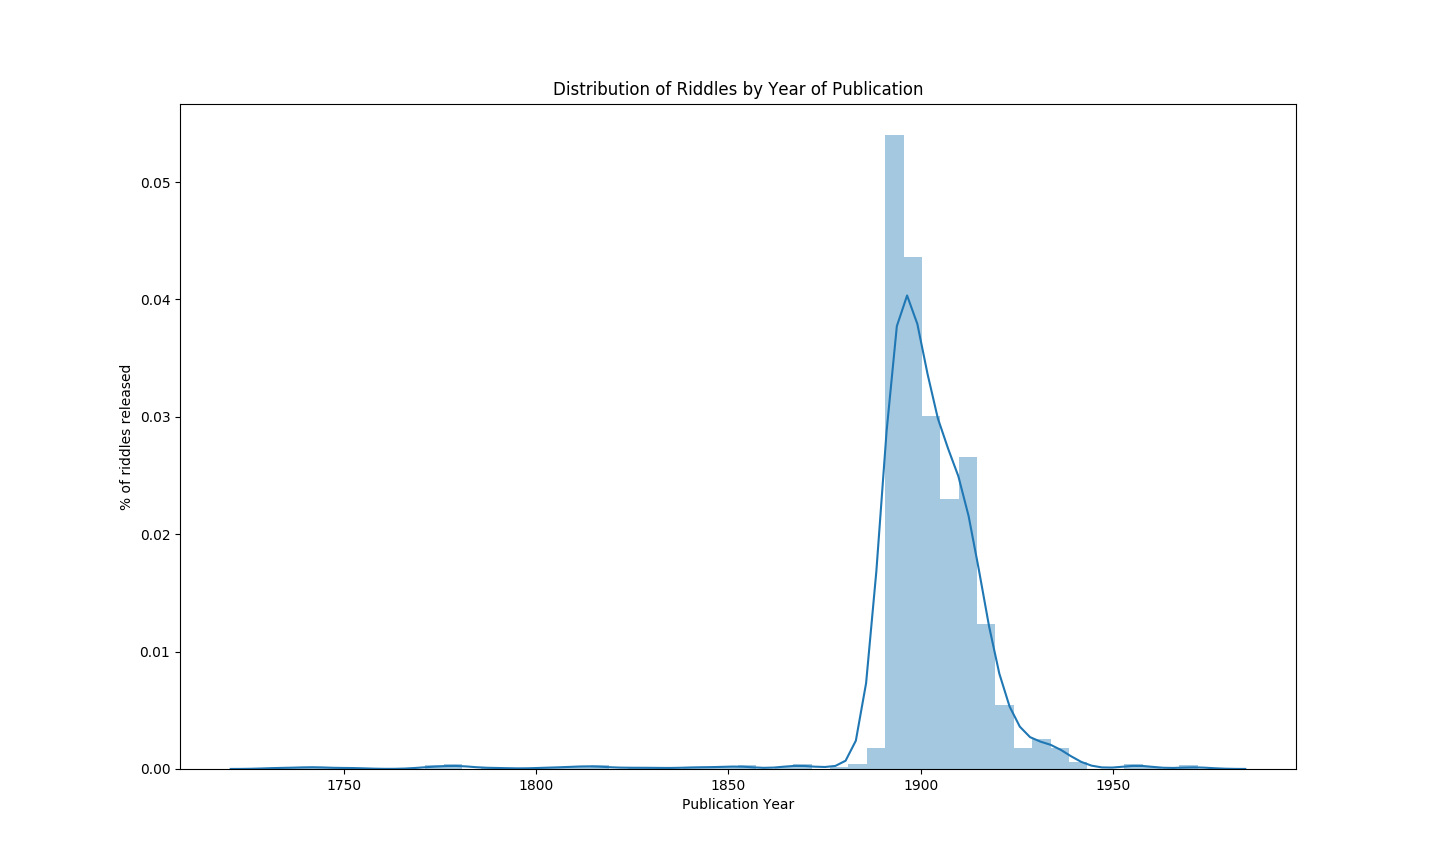 Distribution of Riddles by Year of Publication
% of riddles released
0.05
0.04
0.03
0.02
0.01
0.00
1750 1800 1850 1900 1950
Publication Year